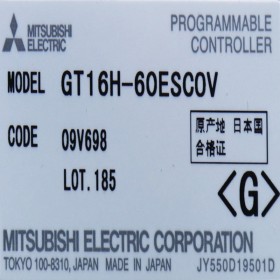 MITSUBISHI
ELECTRIC
PROGRAMMABLE
CONTROLLER
MODEL GT16H-60ESCOV
CODE 09V698
LOT.185
原产地 日本国
合格证
<G>
MITSUBISHI ELECTRIC CORPORATION
TOKYO 100-8310, JAPAN MADE IN JAPAN JY550D19501D